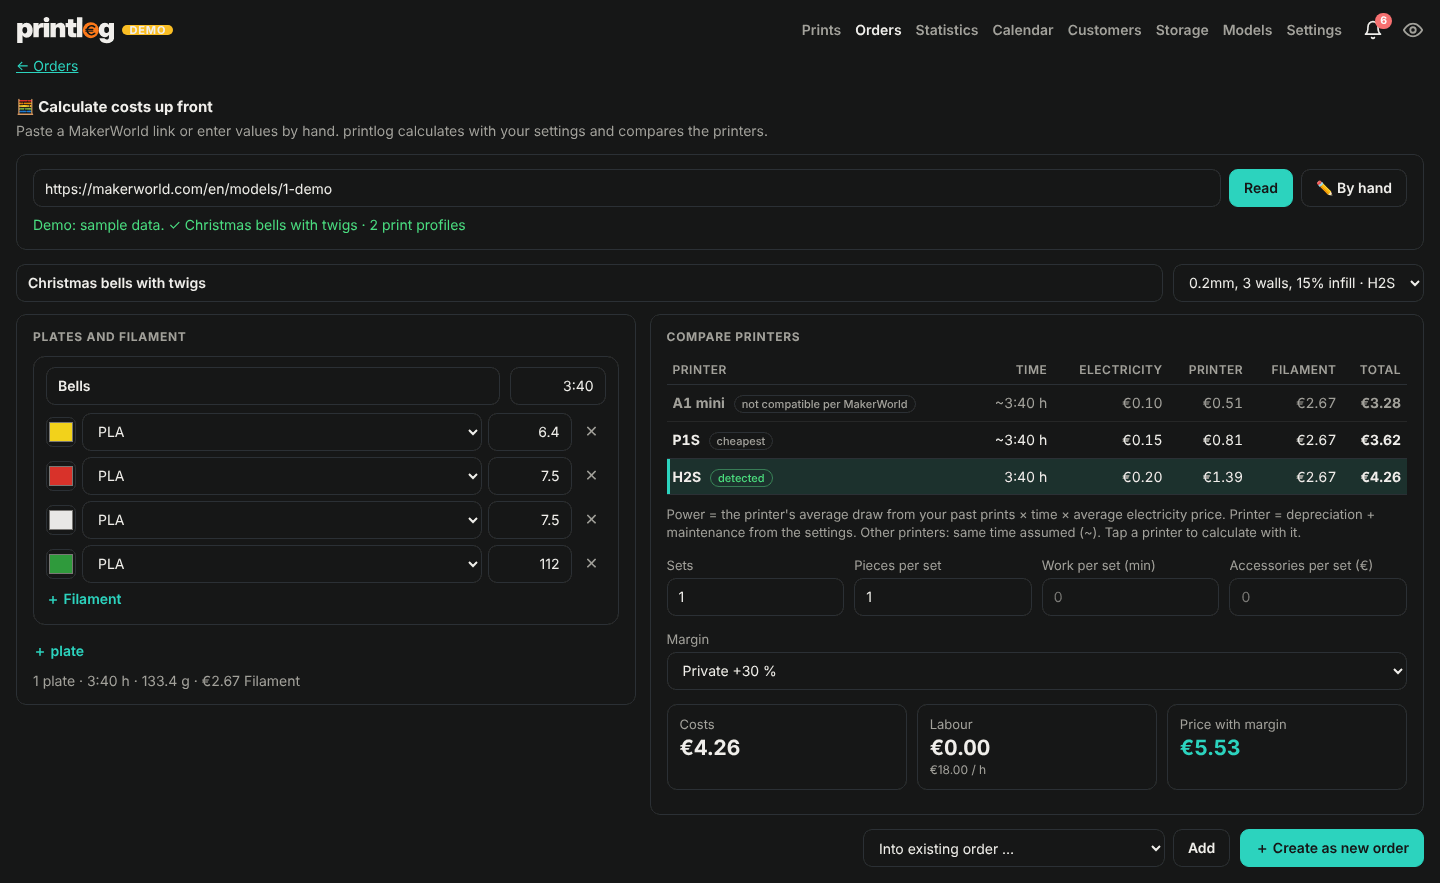 printlog DEMO
Prints Orders Statistics Calendar Customers Storage Models Settings 6
← Orders
🧮 Calculate costs up front
Paste a MakerWorld link or enter values by hand. printlog calculates with your settings and compares the printers.
https://makerworld.com/en/models/1-demo Read ✏️ By hand
Demo: sample data. ✓ Christmas bells with twigs · 2 print profiles
Christmas bells with twigs 0.2mm, 3 walls, 15% infill · H2S
PLATES AND FILAMENT
Bells 3:40
PLA 6.4 ✕
PLA 7.5 ✕
PLA 7.5 ✕
PLA 112 ✕
+ Filament
+ plate
1 plate · 3:40 h · 133.4 g · €2.67 Filament
COMPARE PRINTERS
PRINTER TIME ELECTRICITY PRINTER FILAMENT TOTAL
A1 mini not compatible per MakerWorld ~3:40 h €0.10 €0.51 €2.67 €3.28
P1S cheapest ~3:40 h €0.15 €0.81 €2.67 €3.62
H2S detected 3:40 h €0.20 €1.39 €2.67 €4.26
Power = the printer's average draw from your past prints × time × average electricity price. Printer = depreciation +
maintenance from the settings. Other printers: same time assumed (~). Tap a printer to calculate with it.
Sets Pieces per set Work per set (min) Accessories per set (€)
1 1 0 0
Margin
Private +30 %
Costs Labour Price with margin
€4.26 €0.00 €5.53
€18.00 / h
Into existing order ... Add + Create as new order